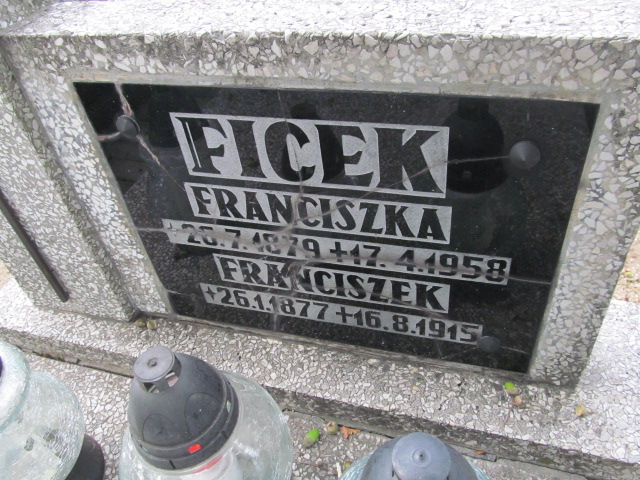 FICEK
FRANCISZKA
+26.7.1879 +17.4.1958
FRANCISZEK
+26.1.1877 +16.8.1915